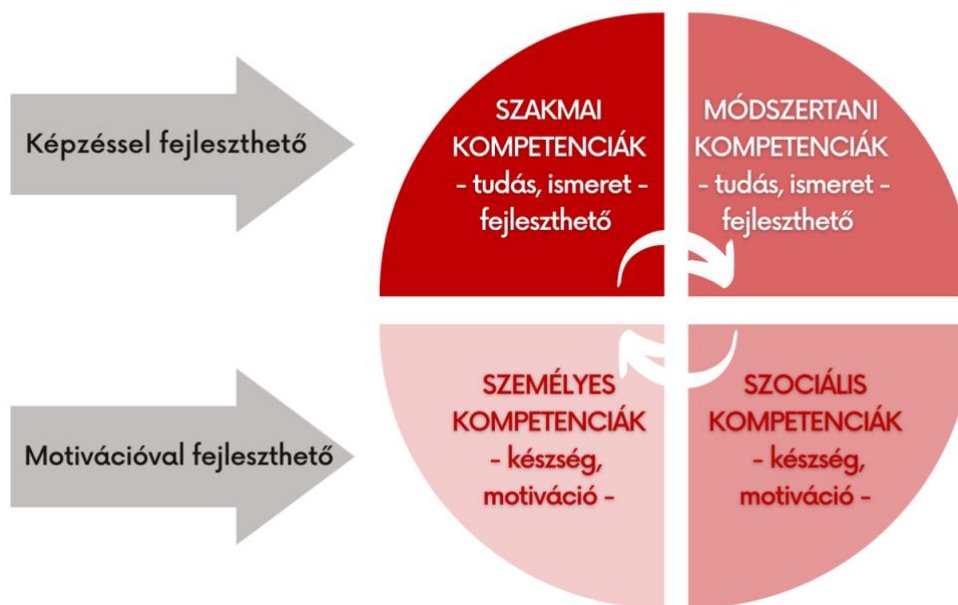 Képzéssel fejleszthető
SZAKMAI
KOMPETENCIÁK
- tudás, ismeret -
fejleszthető
MÓDSZERTANI
KOMPETENCIÁK
- tudás, ismeret -
fejleszthető
Motivációval fejleszthető
SZEMÉLYES
KOMPETENCIÁK
- készség,
motiváció -
SZOCIÁLIS
KOMPETENCIÁK
- készség,
motiváció -